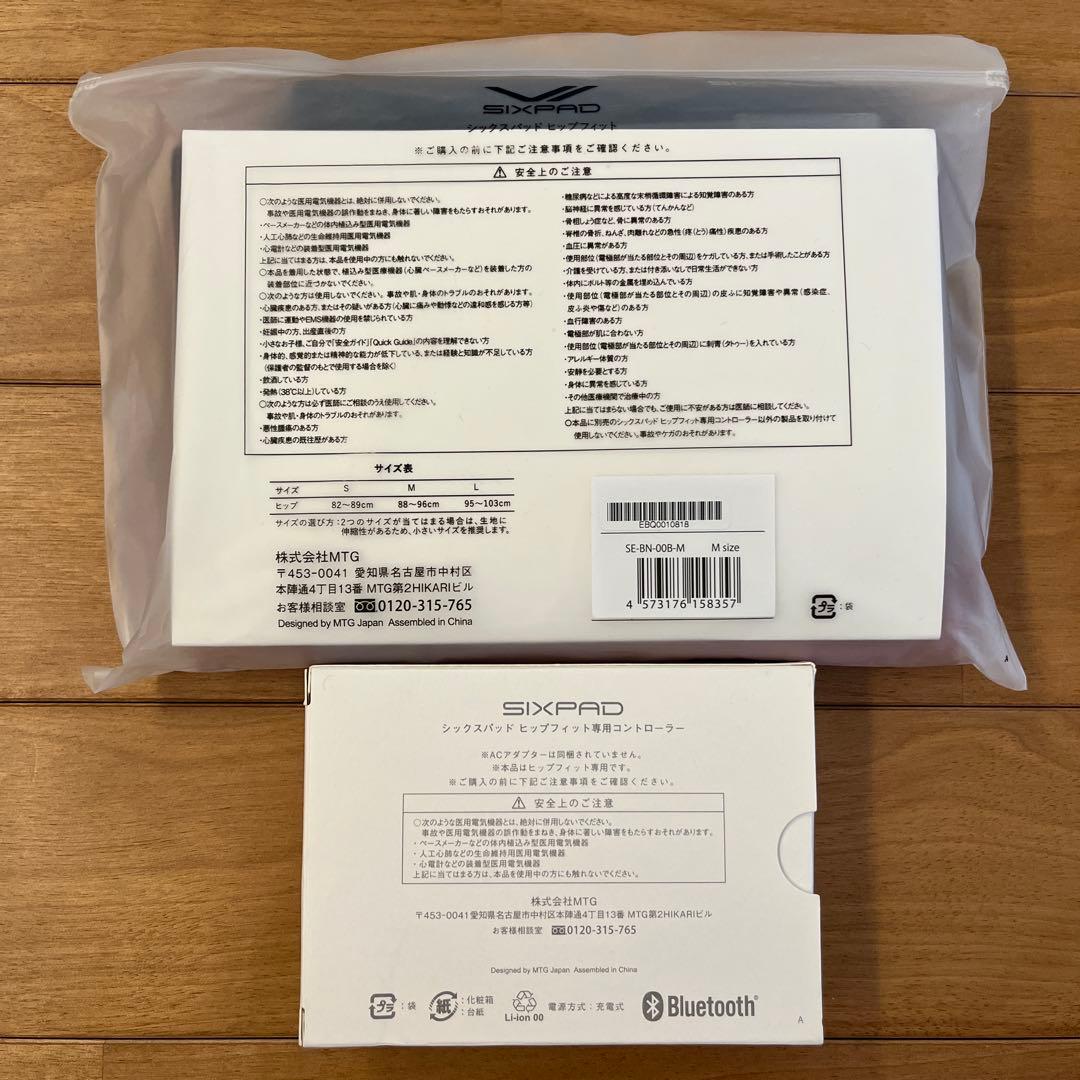 SIXPAD
シックスパッド ヒップフィット
※ご購入の前に下記ご注意事項をご確認ください。
⚠ 安全上のご注意
○次のような医用電気機器とは、絶対に併用しないでください。
事故や医用電気機器の誤作動をまねき、身体に著しい障害をもたらすおそれがあります。
・ペースメーカーなどの体内植込み型医用電気機器
・人工心肺などの生命維持用医用電気機器
・心電計などの装着型医用電気機器
上記に当てはまる方は、本品を使用中の方にも触れないでください。
○本品を着用した状態で、植込み型医療機器(心臓ペースメーカーなど)を装着した方の
装着部位に近づかないでください。
○次のような方は使用しないでください。事故や肌・身体のトラブルのおそれがあります。
・心臓疾患のある方、またはその疑いがある方(心臓に痛みや動悸などの違和感を感じる方等)
・医師に運動やEMS機器の使用を禁じられている方
・妊娠中の方、出産直後の方
・小さなお子様、ご自分で「安全ガイド」「Quick Guide」の内容を理解できない方
・身体的、感覚的または精神的な能力が低下している、または経験と知識が不足している方
(保護者の監督のもとで使用する場合を除く)
・飲酒している方
・発熱(38℃以上)している方
○次のような方は必ず医師にご相談のうえ使用してください。
事故や肌・身体のトラブルのおそれがあります。
・悪性腫瘍のある方
・心臓疾患の既往歴がある方
・糖尿病などによる高度な末梢循環障害による知覚障害のある方
・脳神経に異常を感じている方(てんかんなど)
・骨粗しょう症など、骨に異常のある方
・脊椎の骨折、ねんざ、肉離れなどの急性(疼(とう)痛性)疾患のある方
・血圧に異常がある方
・使用部位(電極部が当たる部位とその周辺)をケガしている方、または手術したことがある方
・介護を受けている方、または付き添いなしで日常生活ができない方
・体内にボルト等の金属を埋め込んでいる方
・使用部位(電極部が当たる部位とその周辺)の皮ふに知覚障害や異常(感染症、
皮ふ炎や傷など)のある方
・血行障害のある方
・電極部が肌に合わない方
・使用部位(電極部が当たる部位とその周辺)に刺青(タトゥー)を入れている方
・アレルギー体質の方
・安静を必要とする方
・身体に異常を感じている方
・その他医療機関で治療中の方
上記に当てはまらない場合でも、ご使用に不安がある方は医師に相談してください。
○本品に別売のシックスパッド ヒップフィット専用コントローラー以外の製品を取り付けて
使用しないでください。事故やケガのおそれがあります。
サイズ表
サイズ S M L
ヒップ 82～89cm 88～96cm 95～103cm
サイズの選び方:2つのサイズが当てはまる場合は、生地に
伸縮性があるため、小さいサイズを推奨します。
株式会社MTG
〒453-0041 愛知県名古屋市中村区
本陣通4丁目13番 MTG第2HIKARIビル
お客様相談室 0120-315-765
Designed by MTG Japan Assembled in China
EBQ0010818
SE-BN-00B-M M size
4 573176 158357
プラ :袋
A
SIXPAD
シックスパッド ヒップフィット専用コントローラー
※ACアダプターは同梱されていません。
※本品はヒップフィット専用です。
※ご購入の前に下記ご注意事項をご確認ください。
⚠ 安全上のご注意
○次のような医用電気機器とは、絶対に併用しないでください。
事故や医用電気機器の誤作動をまねき、身体に著しい障害をもたらすおそれがあります。
・ペースメーカーなどの体内植込み型医用電気機器
・人工心肺などの生命維持用医用電気機器
・心電計などの装着型医用電気機器
上記に当てはまる方は、本品を使用中の方にも触れないでください。
株式会社MTG
〒453-0041愛知県名古屋市中村区本陣通4丁目13番 MTG第2HIKARIビル
お客様相談室 0120-315-765
Designed by MTG Japan Assembled in China
プラ :袋 紙 :化粧箱 :台紙 Li-ion 00 電源方式:充電式 Bluetooth®
A